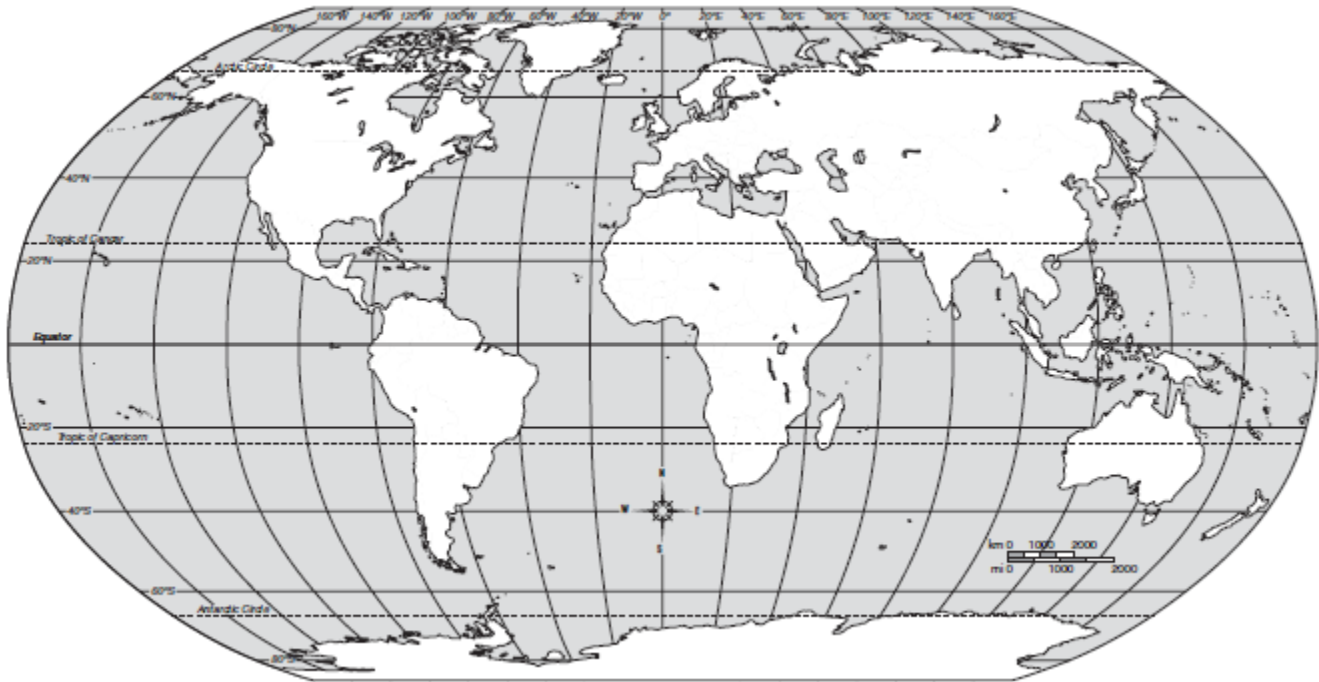 160°W 140°W 120°W 100°W 80°W 60°W 40°W 20°W 0° 20°E 40°E 60°E 80°E 100°E 120°E 140°E 160°E
80°N
Arctic Circle
60°N
40°N
Tropic of Cancer
20°N
Equator
20°S
Tropic of Capricorn
N
W E
S
40°S
km 0 1000 2000
mi 0 1000 2000
60°S
Antarctic Circle
80°S